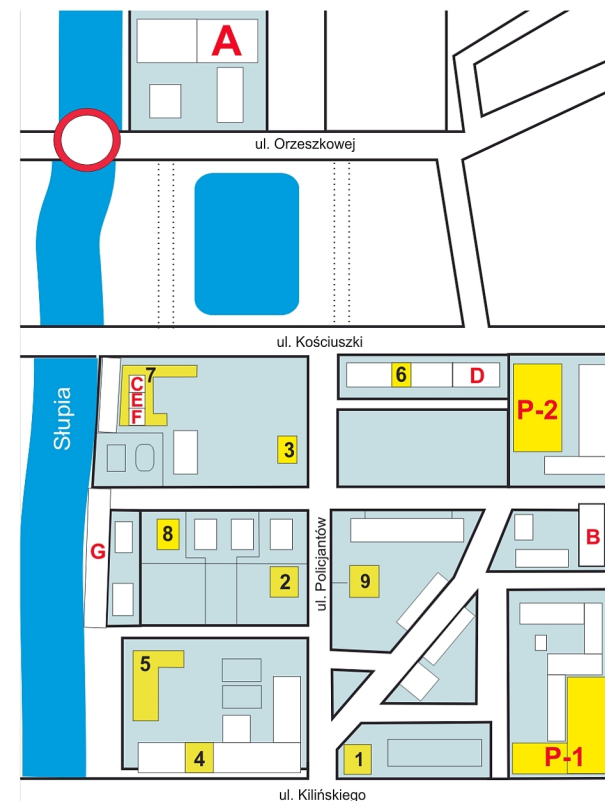 A
ul. Orzeszkowej
ul. Kościuszki
7
C
E
F
6
D
P-2
Słupia
3
G
8
2
ul. Policjantów
9
B
5
4
1
P-1
ul. Kilińskiego